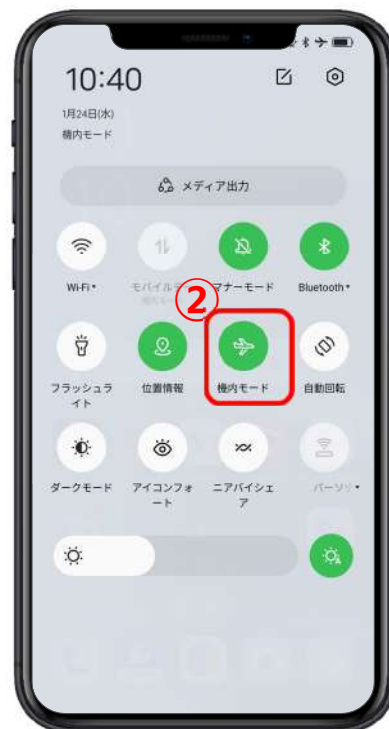 10:40
1月24日(水)
機内モード
メディア出力
Wi-Fi
マナーモード
Bluetooth
②
フラッシュラ
イト
位置情報
機内モード
自動回転
ダークモード
アイコンフォ
ート
ニアバイシェ
ア